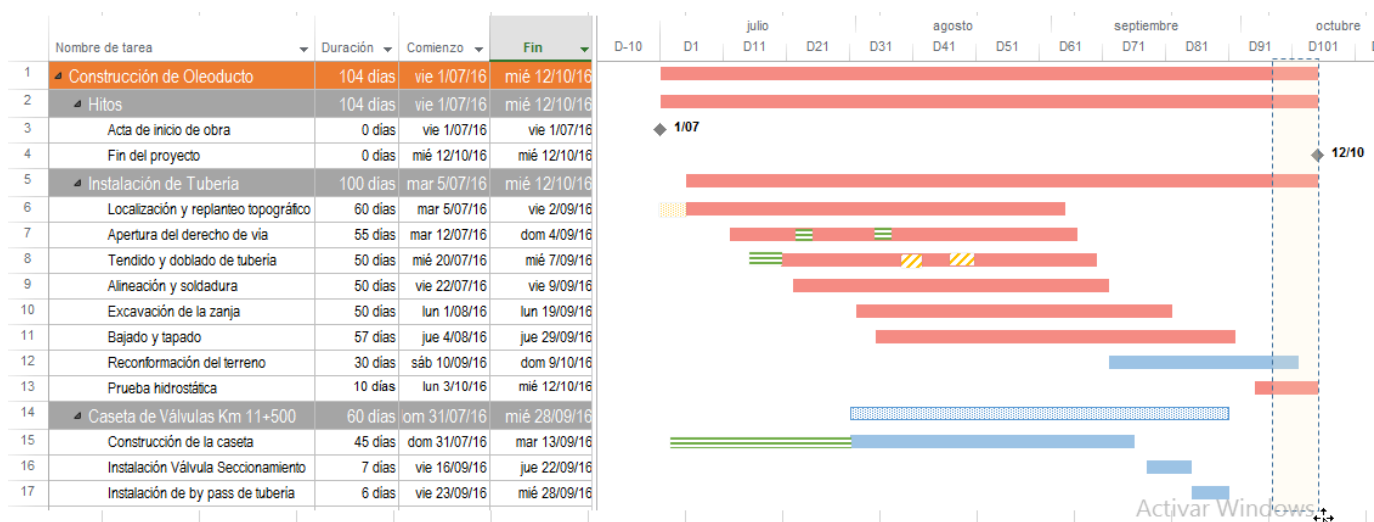 julio agosto septiembre octubre
Nombre de tarea Duración Comienzo Fin D-10 D1 D11 D21 D31 D41 D51 D61 D71 D81 D91 D101
1 Construcción de Oleoducto 104 días vie 1/07/16 mié 12/10/16
2 Hitos 104 días vie 1/07/16 mié 12/10/16
3 Acta de inicio de obra 0 días vie 1/07/16 vie 1/07/16 1/07
4 Fin del proyecto 0 días mié 12/10/16 mié 12/10/16 12/10
5 Instalación de Tubería 100 días mar 5/07/16 mié 12/10/16
6 Localización y replanteo topográfico 60 días mar 5/07/16 vie 2/09/16
7 Apertura del derecho de vía 55 días mar 12/07/16 dom 4/09/16
8 Tendido y doblado de tubería 50 días mié 20/07/16 mié 7/09/16
9 Alineación y soldadura 50 días vie 22/07/16 vie 9/09/16
10 Excavación de la zanja 50 días lun 1/08/16 lun 19/09/16
11 Bajado y tapado 57 días jue 4/08/16 jue 29/09/16
12 Reconformación del terreno 30 días sáb 10/09/16 dom 9/10/16
13 Prueba hidrostática 10 días lun 3/10/16 mié 12/10/16
14 Caseta de Válvulas Km 11+500 60 días om 31/07/16 mié 28/09/16
15 Construcción de la caseta 45 días dom 31/07/16 mar 13/09/16
16 Instalación Válvula Seccionamiento 7 días vie 16/09/16 jue 22/09/16
17 Instalación de by pass de tubería 6 días vie 23/09/16 mié 28/09/16
Activar Windows